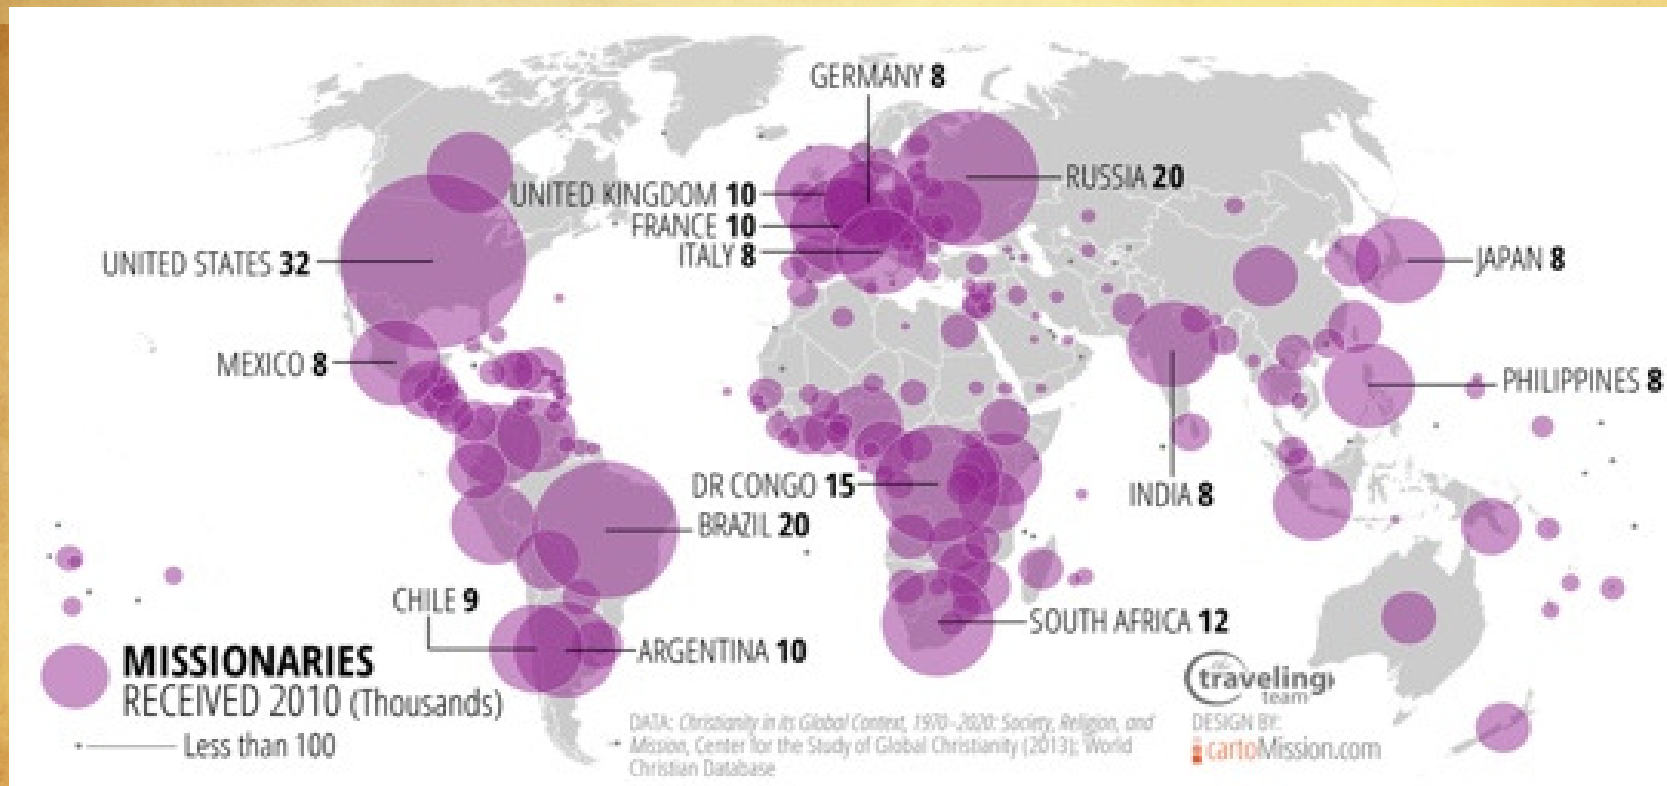 GERMANY 8
UNITED KINGDOM 10
FRANCE 10
ITALY 8
RUSSIA 20
UNITED STATES 32
JAPAN 8
MEXICO 8
PHILIPPINES 8
DR CONGO 15
INDIA 8
BRAZIL 20
CHILE 9
SOUTH AFRICA 12
ARGENTINA 10
MISSIONARIES
RECEIVED 2010 (Thousands)
Less than 100
the
traveling
team
DATA: Christianity in its Global Context, 1970–2020: Society, Religion, and
Mission, Center for the Study of Global Christianity (2013); World
Christian Database
DESIGN BY:
cartoMission.com